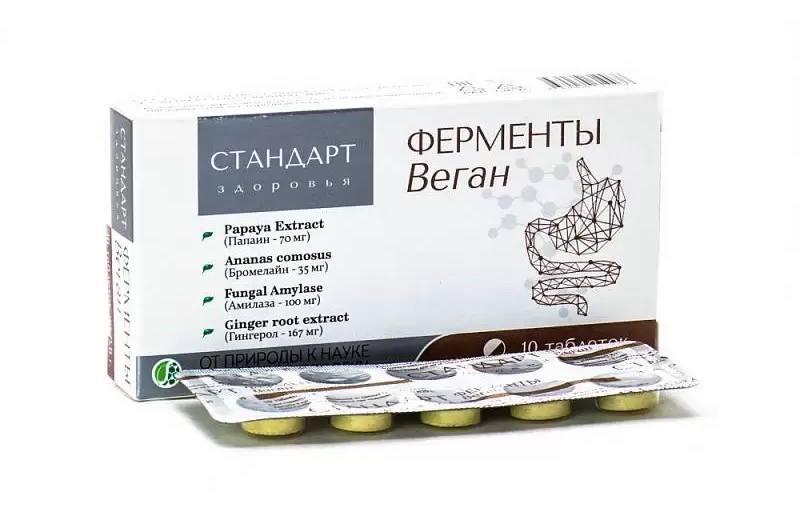 СТАНДАРТ
здоровья
ФЕРМЕНТЫ
Веган
Papaya Extract
(Папаин - 70 мг)
Ananas comosus
(Бромелайн - 35 мг)
Fungal Amylase
(Амилаза - 100 мг)
Ginger root extract
(Гингерол - 167 мг)
ОТ ПРИРОДЫ К НАУКЕ
10 таблеток
СТАНДАРТ
здоровья
ФЕРМЕНТЫ
Веган